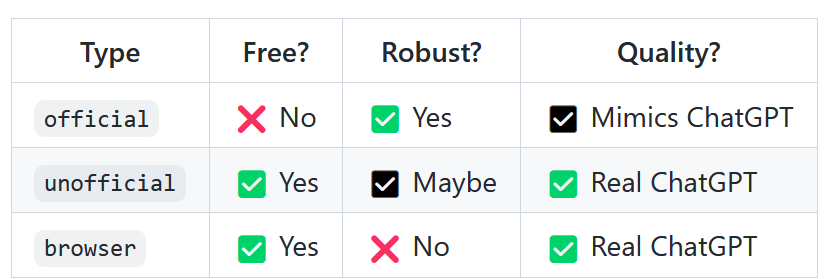 Type Free? Robust? Quality?
official ❌ No ✅ Yes ☑ Mimics ChatGPT
unofficial ✅ Yes ☑ Maybe ✅ Real ChatGPT
browser ✅ Yes ❌ No ✅ Real ChatGPT